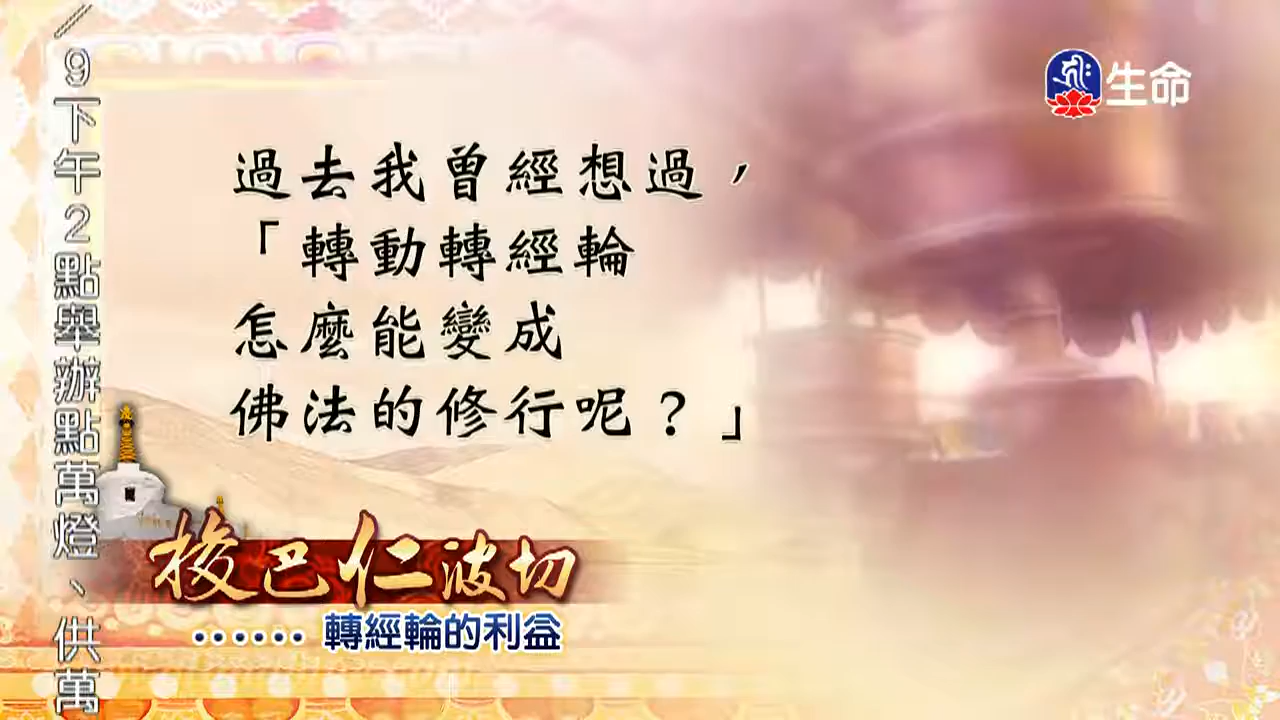 ／9下午2點舉辦點萬燈、供萬
生命
過去我曾經想過，
「轉動轉經輪
怎麼能變成
佛法的修行呢？」
梭巴仁波切
······轉經輪的利益